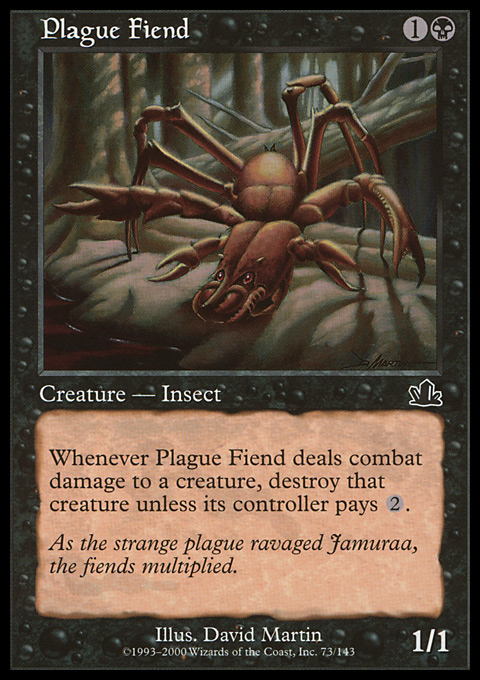 Plague Fiend 1
Creature — Insect
Whenever Plague Fiend deals combat
damage to a creature, destroy that
creature unless its controller pays 2.
As the strange plague ravaged Jamuraa,
the fiends multiplied.
Illus. David Martin
1/1
©1993–2000 Wizards of the Coast, Inc. 73/143